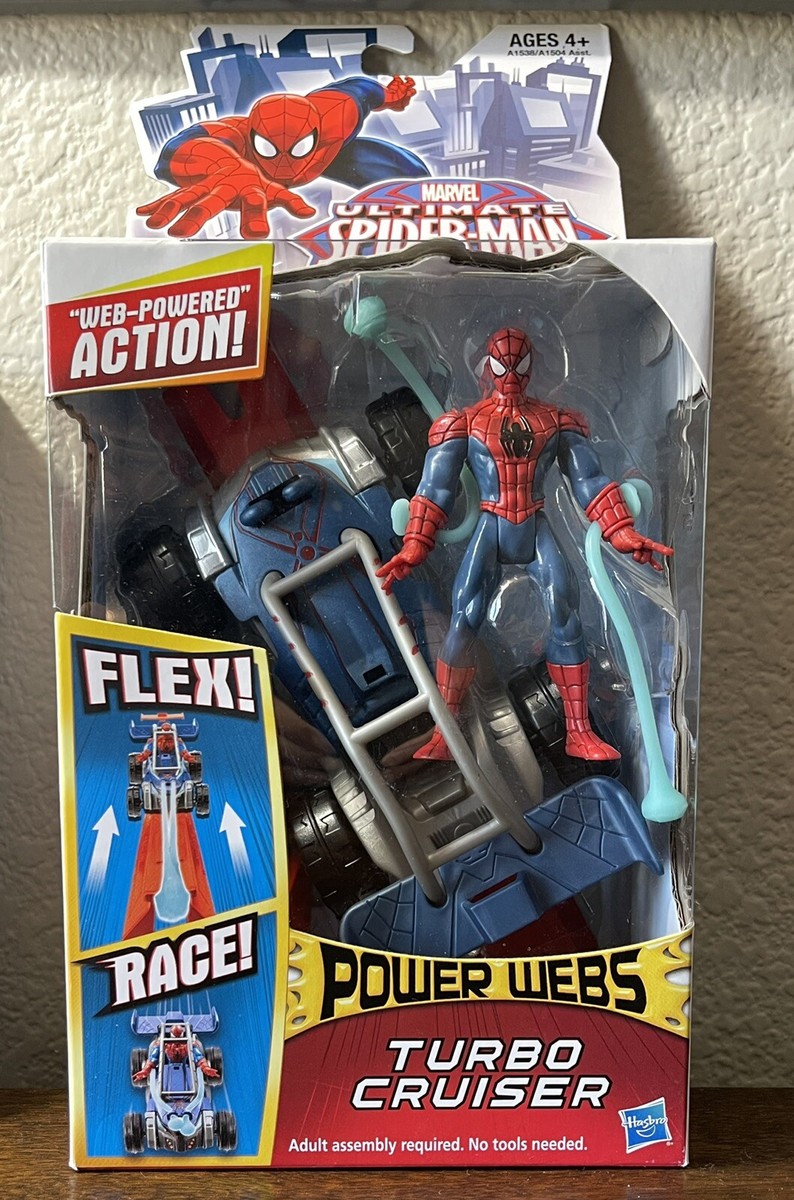 AGES 4+
A1538/A1504 Asst.
MARVEL
ULTIMATE
SPIDER-MAN
"WEB-POWERED"
ACTION!
FLEX!
RACE!
POWER WEBS
TURBO
CRUISER
Adult assembly required. No tools needed.
Hasbro